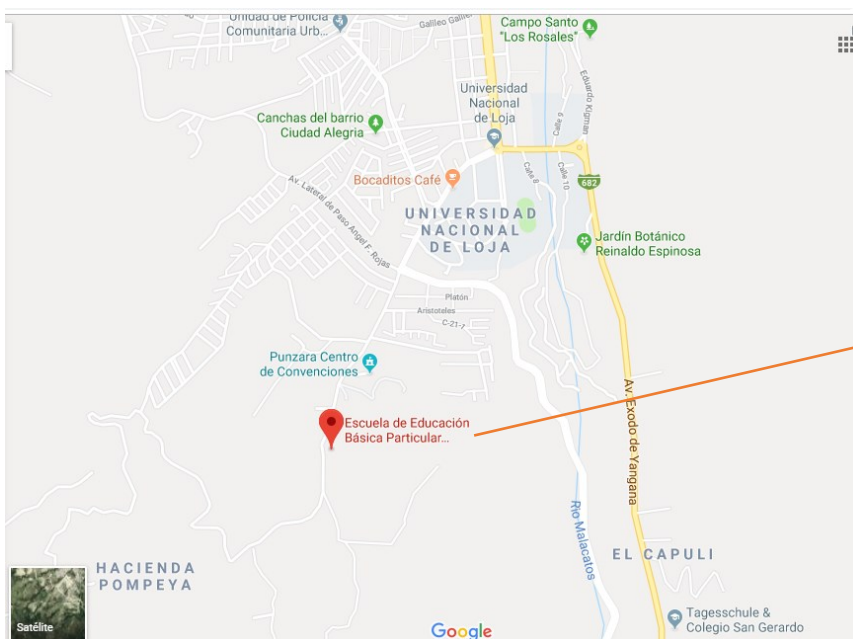 Unidad de Policía
Comunitaria Urb...
Galileo Galilei
Campo Santo
"Los Rosales"
Universidad
Nacional
de Loja
Eduardo Kigman
Canchas del barrio
Ciudad Alegria
Calle 9
Bocaditos Café
Calle 8
Calle 10
682
Av. Lateral de Paso Angel F. Rojas
UNIVERSIDAD
NACIONAL
DE LOJA
Jardín Botánico
Reinaldo Espinosa
Platón
Aristoteles
C-21-1
Punzara Centro
de Convenciones
Av. Exodo de Yangana
Escuela de Educación
Básica Particular...
Rio Malacatos
HACIENDA
POMPEYA
EL CAPULI
Satélite
Google
Tagesschule &
Colegio San Gerardo